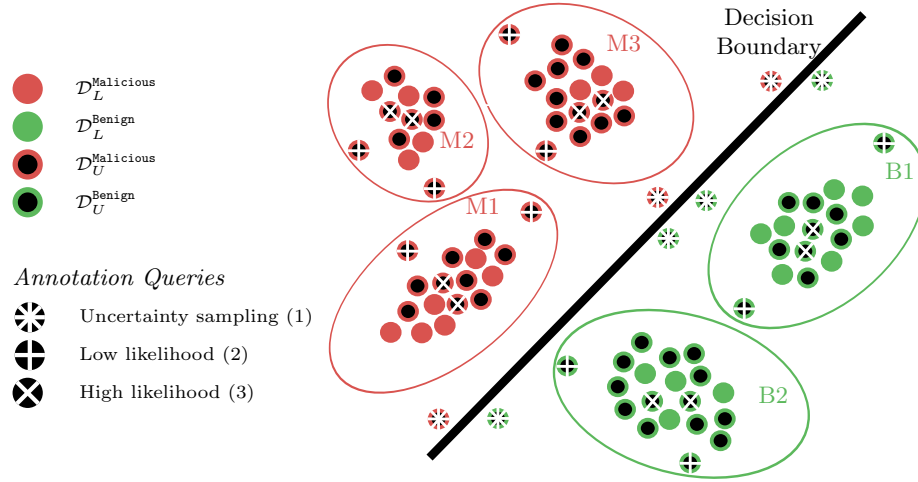 Decision
Boundary
M3
M2
M1
B1
B2
𝒟_L^Malicious
𝒟_L^Benign
𝒟_U^Malicious
𝒟_U^Benign
Annotation Queries
Uncertainty sampling (1)
Low likelihood (2)
High likelihood (3)